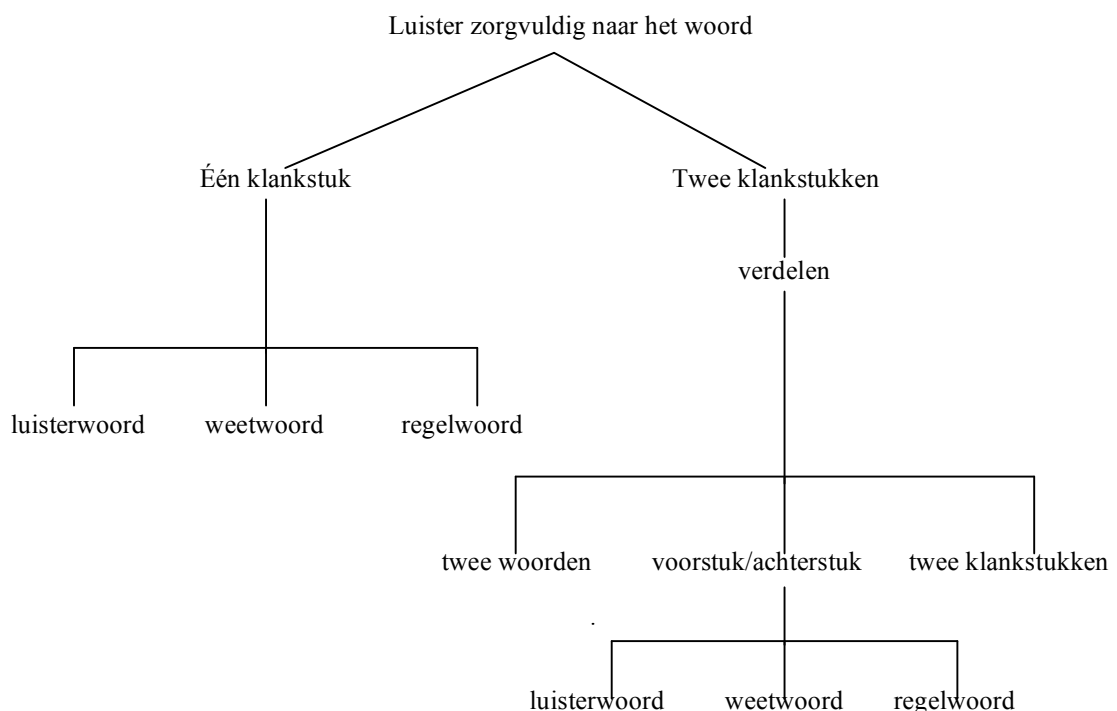 Luister zorgvuldig naar het woord
Één klankstuk Twee klankstukken
verdelen
luisterwoord weetwoord regelwoord
twee woorden voorstuk/achterstuk twee klankstukken
.
luisterwoord weetwoord regelwoord